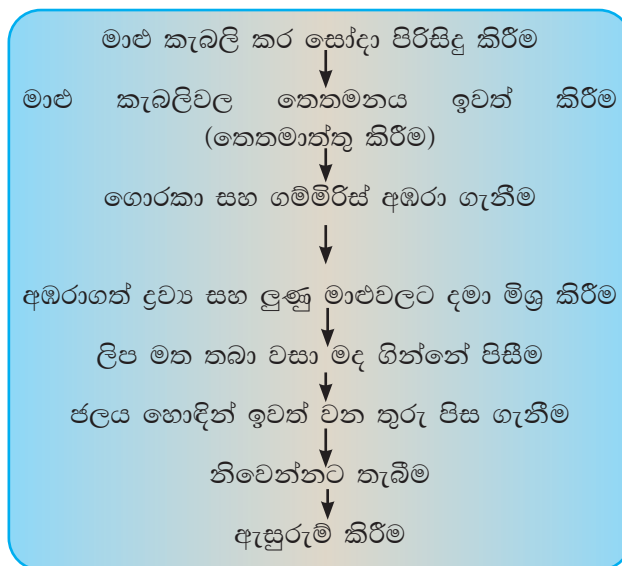 මාළු කැබලි කර සෝදා පිරිසිදු කිරීම
මාළු කැබලිවල තෙතමනය ඉවත් කිරීම
(තෙතමාත්තු කිරීම)
ගොරකා සහ ගම්මිරිස් අඹරා ගැනීම
අඹරාගත් ද්‍රව්‍ය සහ ලුණු මාළුවලට දමා මිශ්‍ර කිරීම
ලිප මත තබා වසා මද ගින්නේ පිසීම
ජලය හොඳින් ඉවත් වන තුරු පිස ගැනීම
නිවෙන්නට තැබීම
ඇසුරුම් කිරීම